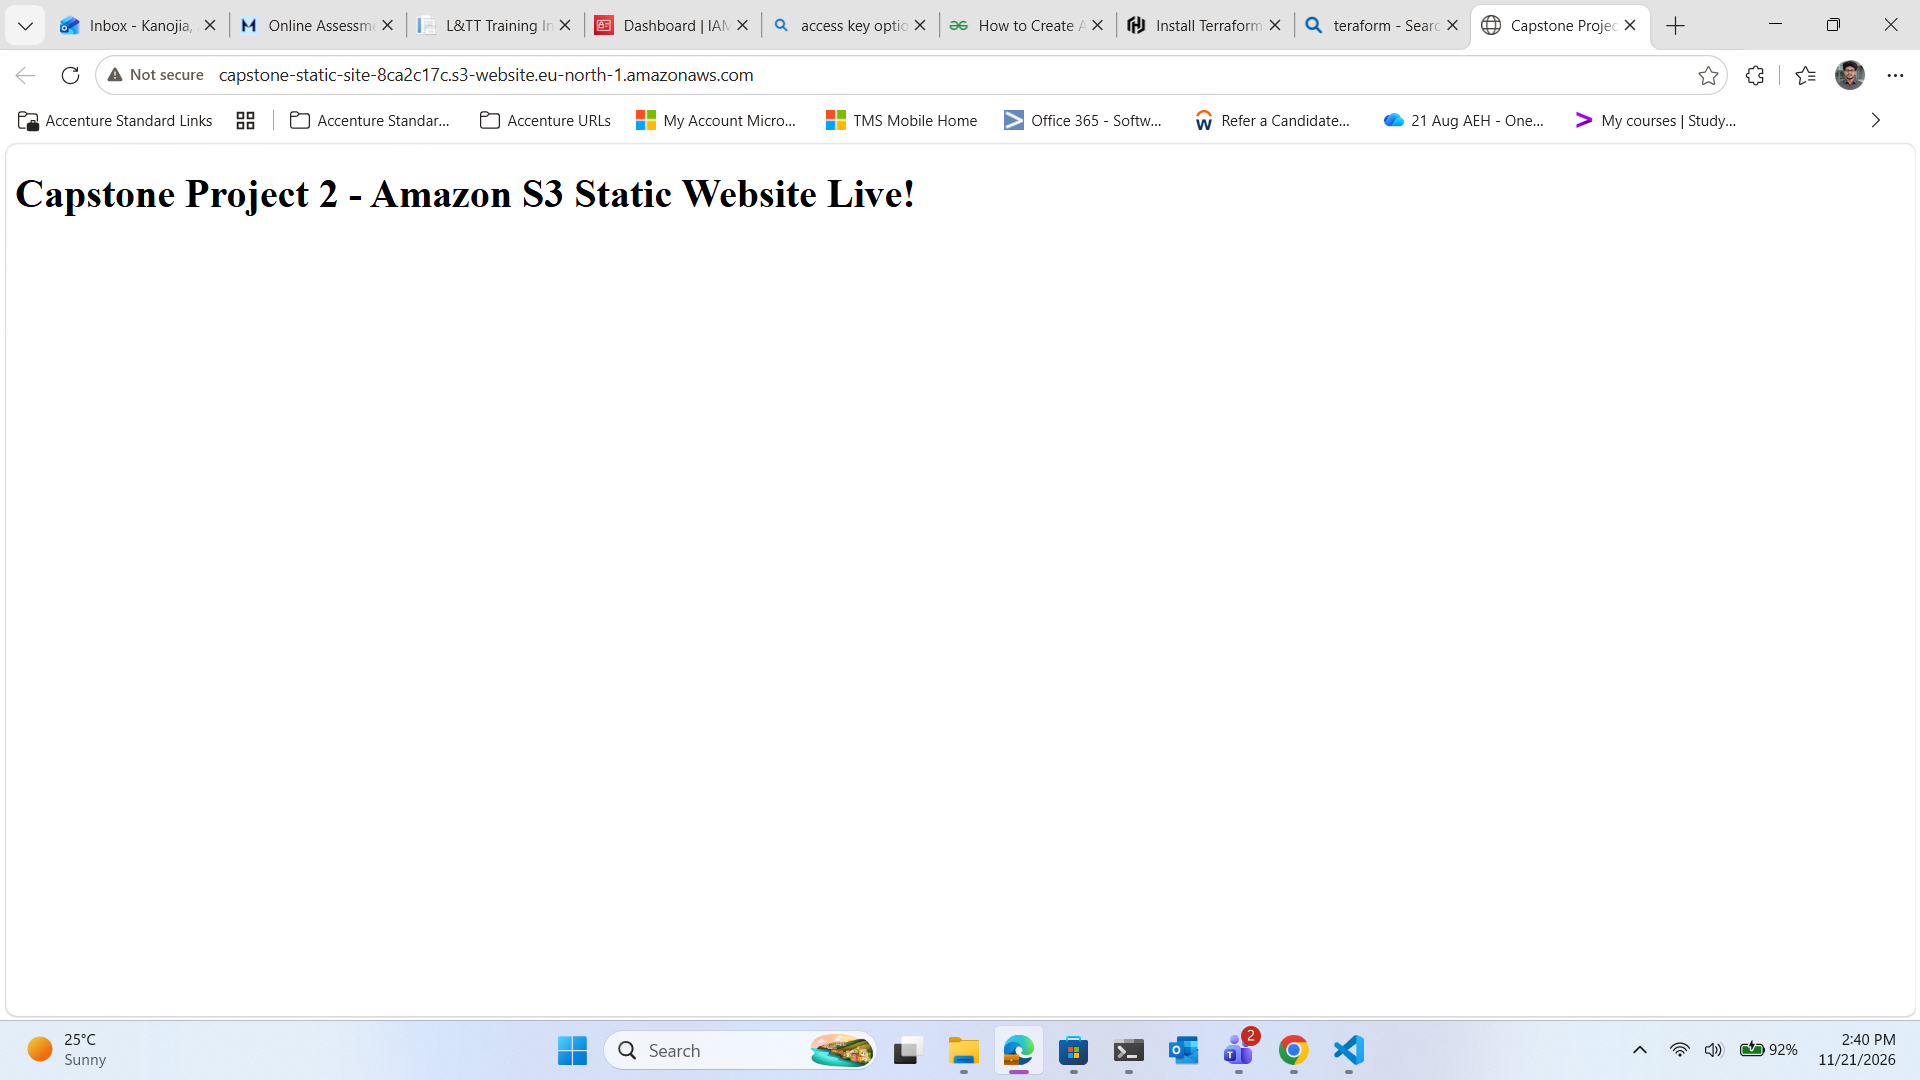 Inbox - Kanojia,
Online Assessme
L&TT Training In
Dashboard | IAM
access key optio
How to Create A
Install Terraform
teraform - Searc
Capstone Projec
Not secure
capstone-static-site-8ca2c17c.s3-website.eu-north-1.amazonaws.com
Accenture Standard Links
Accenture Standar...
Accenture URLs
My Account Micro...
TMS Mobile Home
Office 365 - Softw...
Refer a Candidate...
21 Aug AEH - One...
My courses | Study...
Capstone Project 2 - Amazon S3 Static Website Live!
25°C
Sunny
Search
2
92%
2:40 PM
11/21/2026